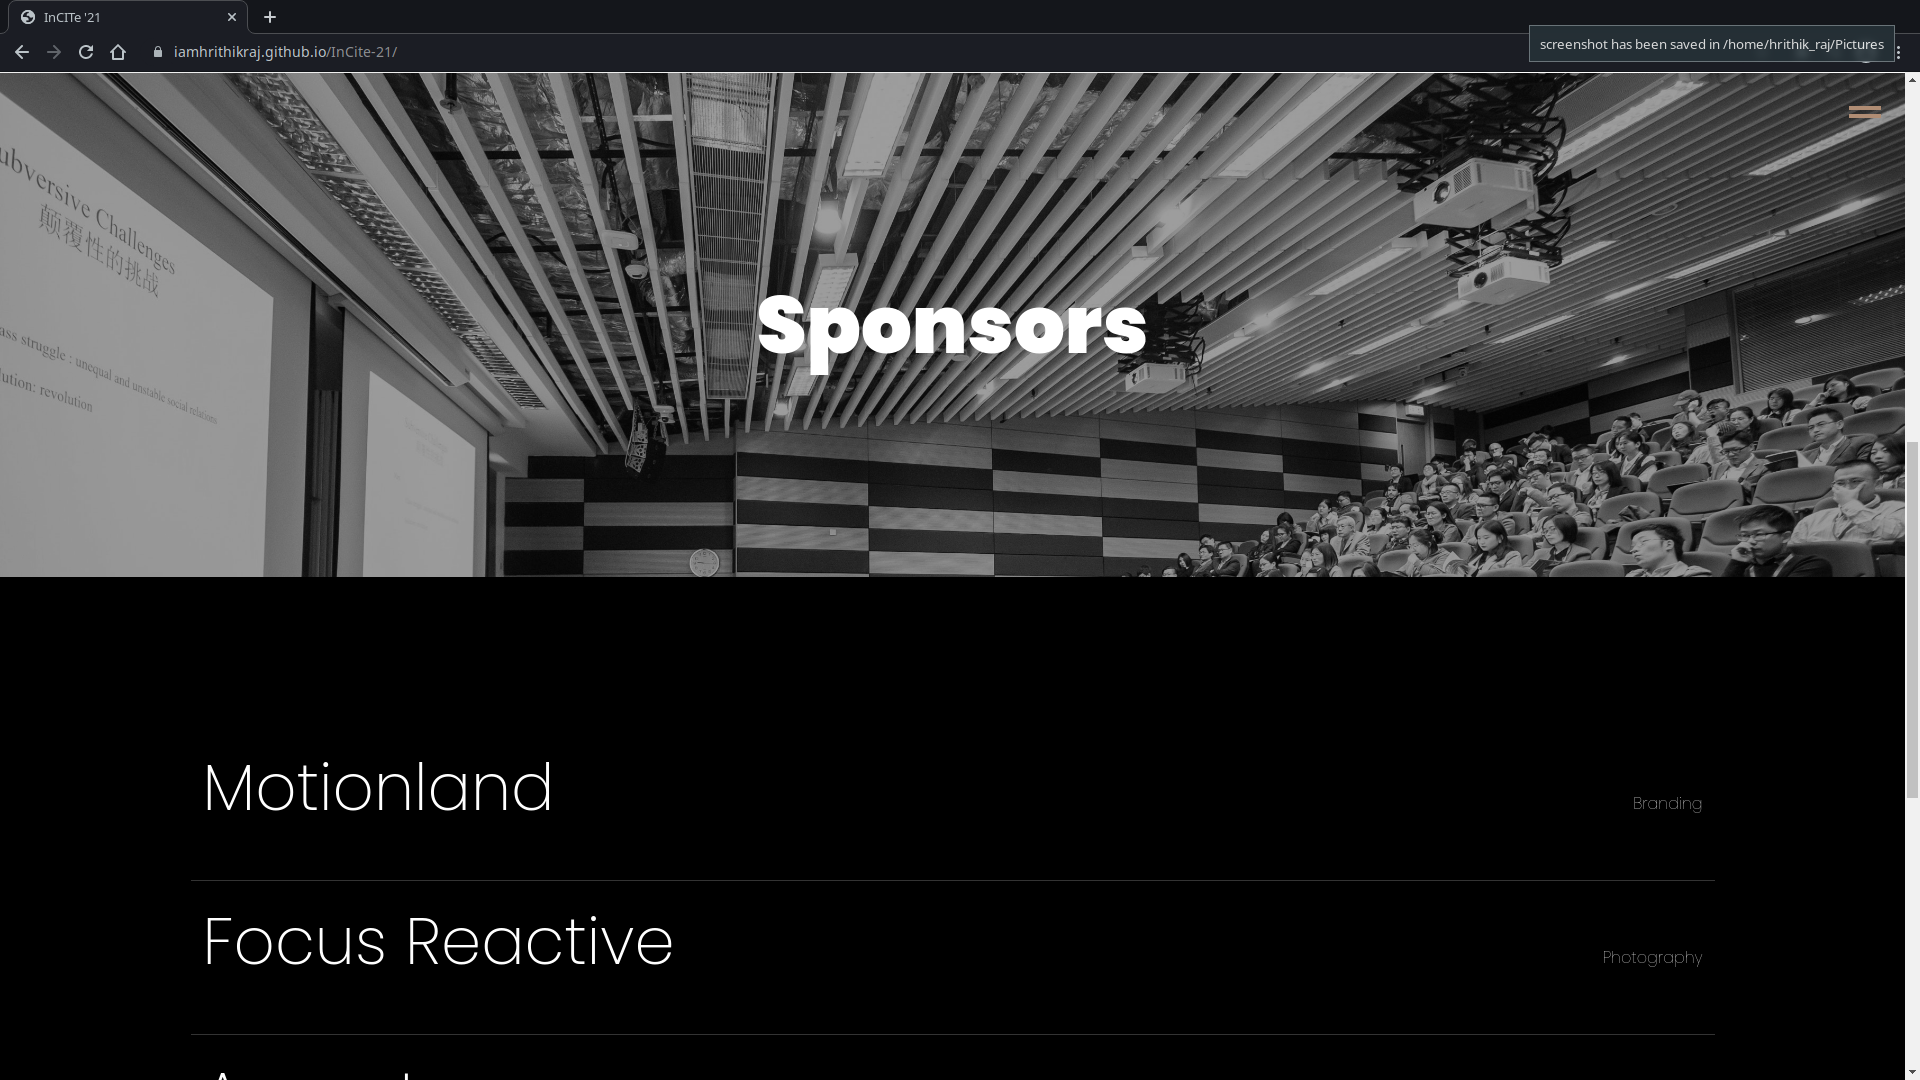 InCITe '21
iamhrithikraj.github.io/InCite-21/
screenshot has been saved in /home/hrithik_raj/Pictures
ubversive Challenges
颠覆性的挑战
ass struggle : unequal and unstable social relations
lution: revolution
Sponsors
Motionland
Branding
Focus Reactive
Photography